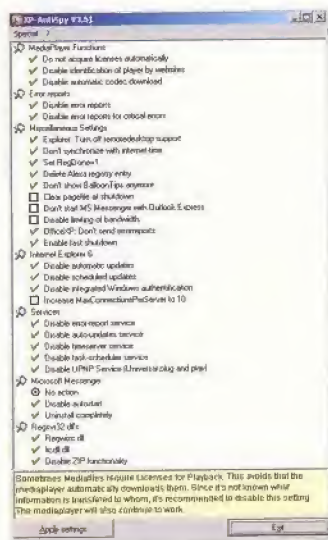 XP-AntiSpy V3.51
Special ?
MediaPlayer Functions
Do not acquire licenses automatically
Disable identification of player by websites
Disable automatic codec download
Error reports
Disable error reports
Disable error reports for critical errors
Miscellaneous Settings
Explorer: Turn off remotedesktop support
Don't synchronize with internet-time
Set RegDone=1
Delete Alexa registry entry
Don't show BalloonTips anymore
Clear pagefile at shutdown
Don't start MS Messenger with Outlook Express
Disable limiting of bandwidth
OfficeXP: Don't send errorreports
Enable fast shutdown
Internet Explorer 6
Disable automatic updates
Disable scheduled updates
Disable integrated Windows authentification
Increase MaxConnectionsPerServer to 10
Services
Disable error-report service
Disable auto-updates service
Disable timeserver service
Disable task-scheduler service
Disable UPNP Service (Universal plug and play)
Microsoft Messenger
No action
Disable autostart
Uninstall completely
Regsvr32 dll's
Regwizc.dll
licdll.dll
Disable ZIP functionality
Sometimes Mediafiles require Licenses for Playback. This avoids that the
mediaplayer automatically downloads them. Since it's not known what
information is transfered to whom, it's recommended to disable this setting
The mediaplayer will also continue to work.
Apply settings Exit